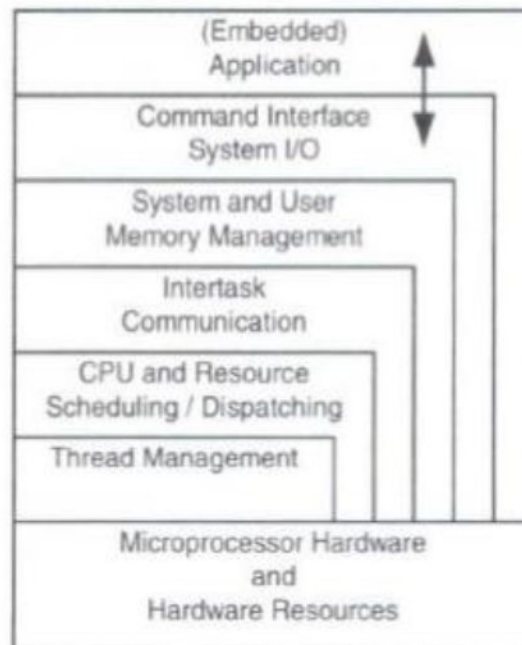 (Embedded)
Application
Command Interface
System I/O
System and User
Memory Management
Intertask
Communication
CPU and Resource
Scheduling / Dispatching
Thread Management
Microprocessor Hardware
and
Hardware Resources